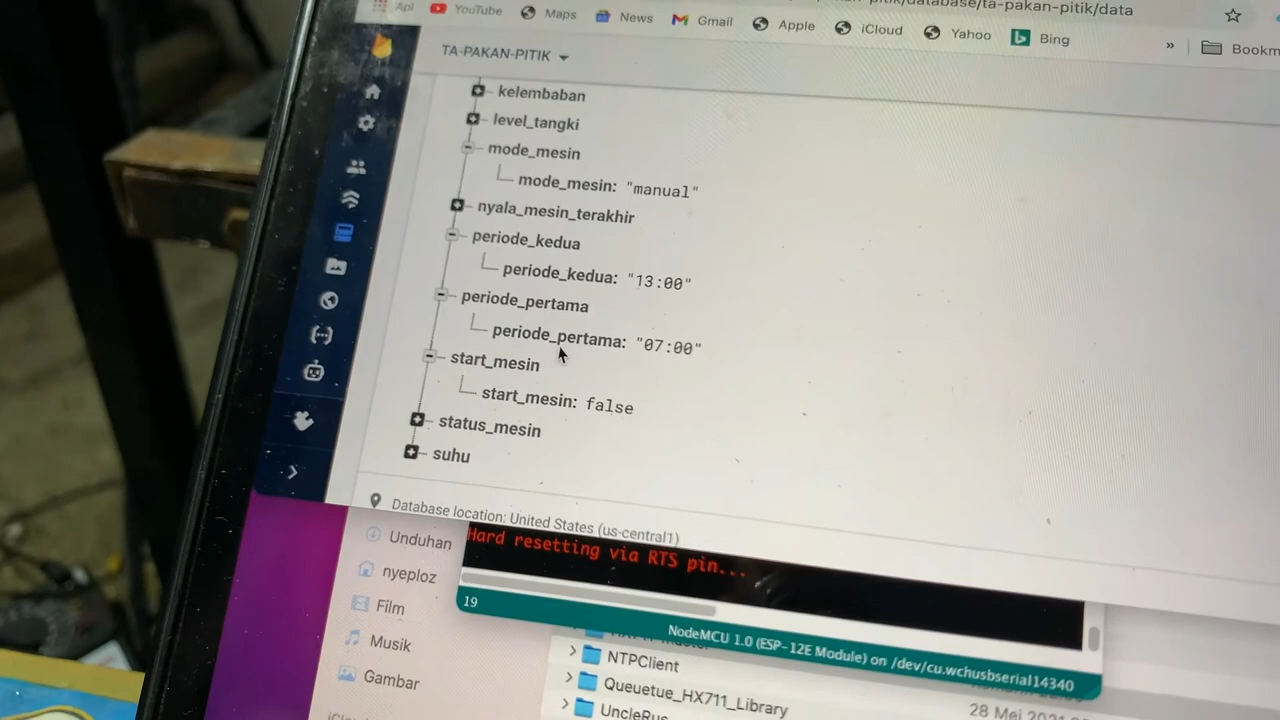 pitik/database/ta-pakan-pitik/data
Apl YouTube Maps News Gmail Apple iCloud Yahoo Bing » Bookm
TA-PAKAN-PITIK
kelembaban
level_tangki
mode_mesin
mode_mesin: "manual"
nyala_mesin_terakhir
periode_kedua
periode_kedua: "13:00"
periode_pertama
periode_pertama: "07:00"
start_mesin
start_mesin: false
status_mesin
suhu
Database location: United States (us-central1)
Unduhan
nyeploz
Film
Musik
Gambar
Hard resetting via RTS pin...
19
NodeMCU 1.0 (ESP-12E Module) on /dev/cu.wchusbserial14340
NTPClient
Queuetue_HX711_Library
UncleRus
28 Mei